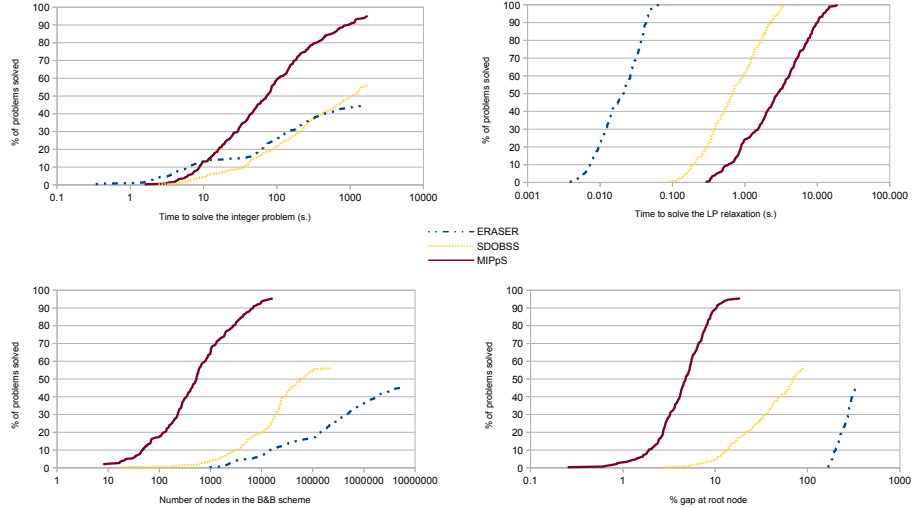 100
90
80
70
60
50
40
30
20
10
0
% of problems solved
0.1 1 10 100 1000 10000
Time to solve the integer problem (s.)
100
90
80
70
60
50
40
30
20
10
0
% of problems solved
0.001 0.010 0.100 1.000 10.000 100.000
Time to solve the LP relaxation (s.)
ERASER
SDOBSS
MIPpS
100
90
80
70
60
50
40
30
20
10
0
% of problems solved
1 10 100 1000 10000 100000 1000000 10000000
Number of nodes in the B&B scheme
100
90
80
70
60
50
40
30
20
10
0
% of problems solved
0.1 1 10 100 1000
% gap at root node